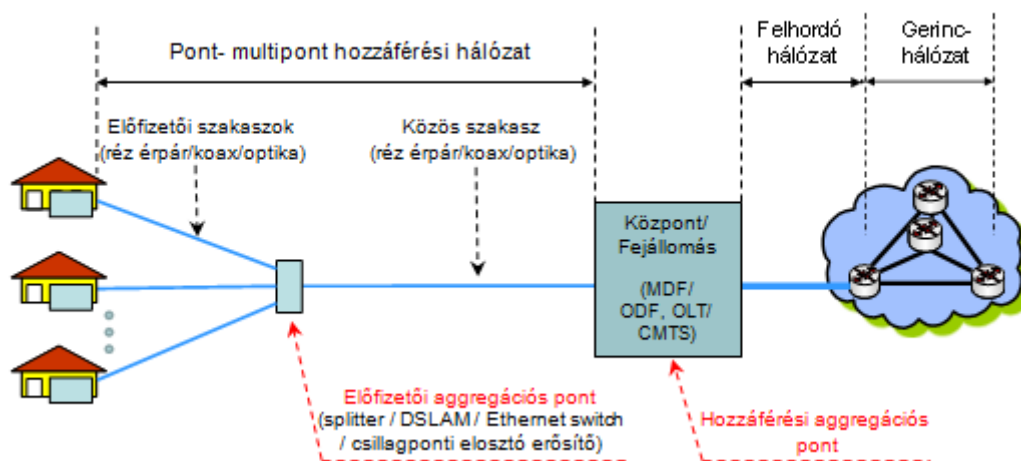 Pont- multipont hozzáférési hálózat
Felhordó
hálózat
Gerinc-
hálózat
Előfizetői szakaszok
(réz érpár/koax/optika)
Közös szakasz
(réz érpár/koax/optika)
Központ/
Fejállomás
(MDF/
ODF, OLT/
CMTS)
Előfizetői aggregációs pont
(splitter / DSLAM / Ethernet switch
/ csillagponti elosztó erősítő)
Hozzáférési aggregációs
pont